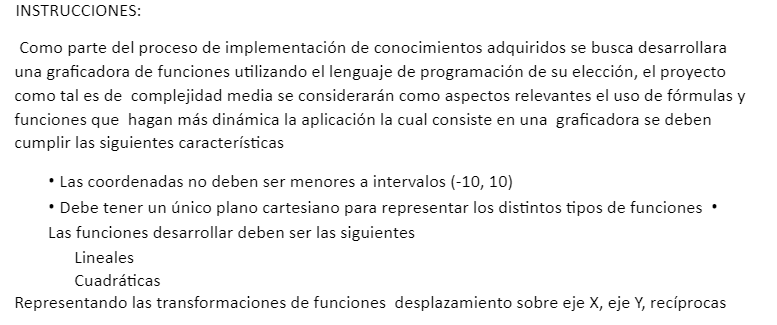 INSTRUCCIONES:
Como parte del proceso de implementación de conocimientos adquiridos se busca desarrollara
una graficadora de funciones utilizando el lenguaje de programación de su elección, el proyecto
como tal es de complejidad media se considerarán como aspectos relevantes el uso de fórmulas y
funciones que hagan más dinámica la aplicación la cual consiste en una graficadora se deben
cumplir las siguientes características
• Las coordenadas no deben ser menores a intervalos (-10, 10)
• Debe tener un único plano cartesiano para representar los distintos tipos de funciones •
Las funciones desarrollar deben ser las siguientes
Lineales
Cuadráticas
Representando las transformaciones de funciones desplazamiento sobre eje X, eje Y, recíprocas